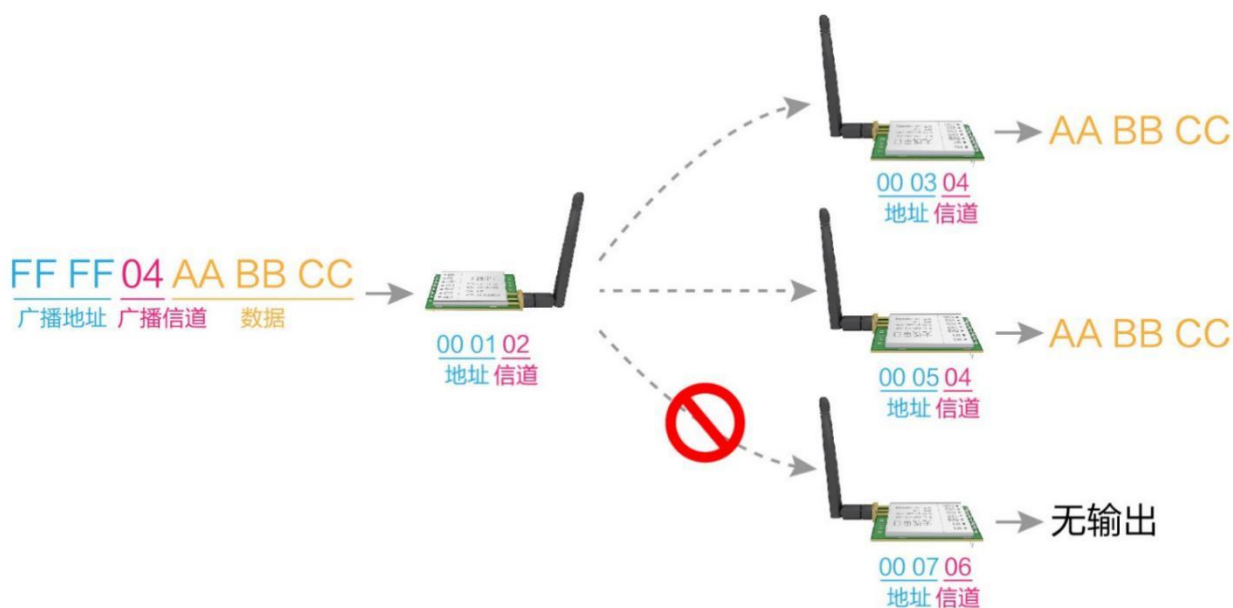 AA BB CC
00 03 04
地址 信道
FF FF 04 AA BB CC
广播地址 广播信道 数据
00 01 02
地址 信道
AA BB CC
00 05 04
地址 信道
无输出
00 07 06
地址 信道